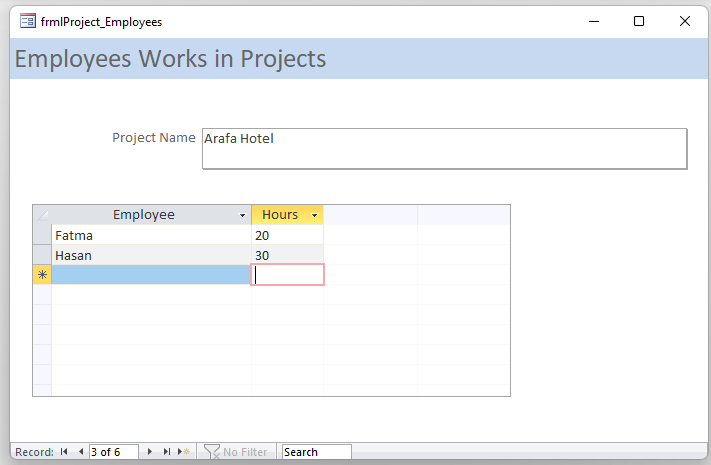 frmlProject_Employees
Employees Works in Projects
Project Name Arafa Hotel
Employee Hours
Fatma 20
Hasan 30
Record: 3 of 6 No Filter Search